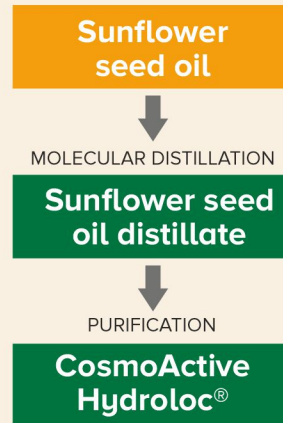 Sunflower
seed oil
MOLECULAR DISTILLATION
Sunflower seed
oil distillate
PURIFICATION
CosmoActive
Hydroloc®